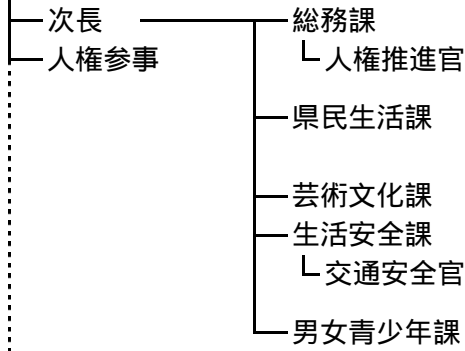 次長
人権参事
総務課
人権推進官
県民生活課
芸術文化課
生活安全課
交通安全官
男女青少年課